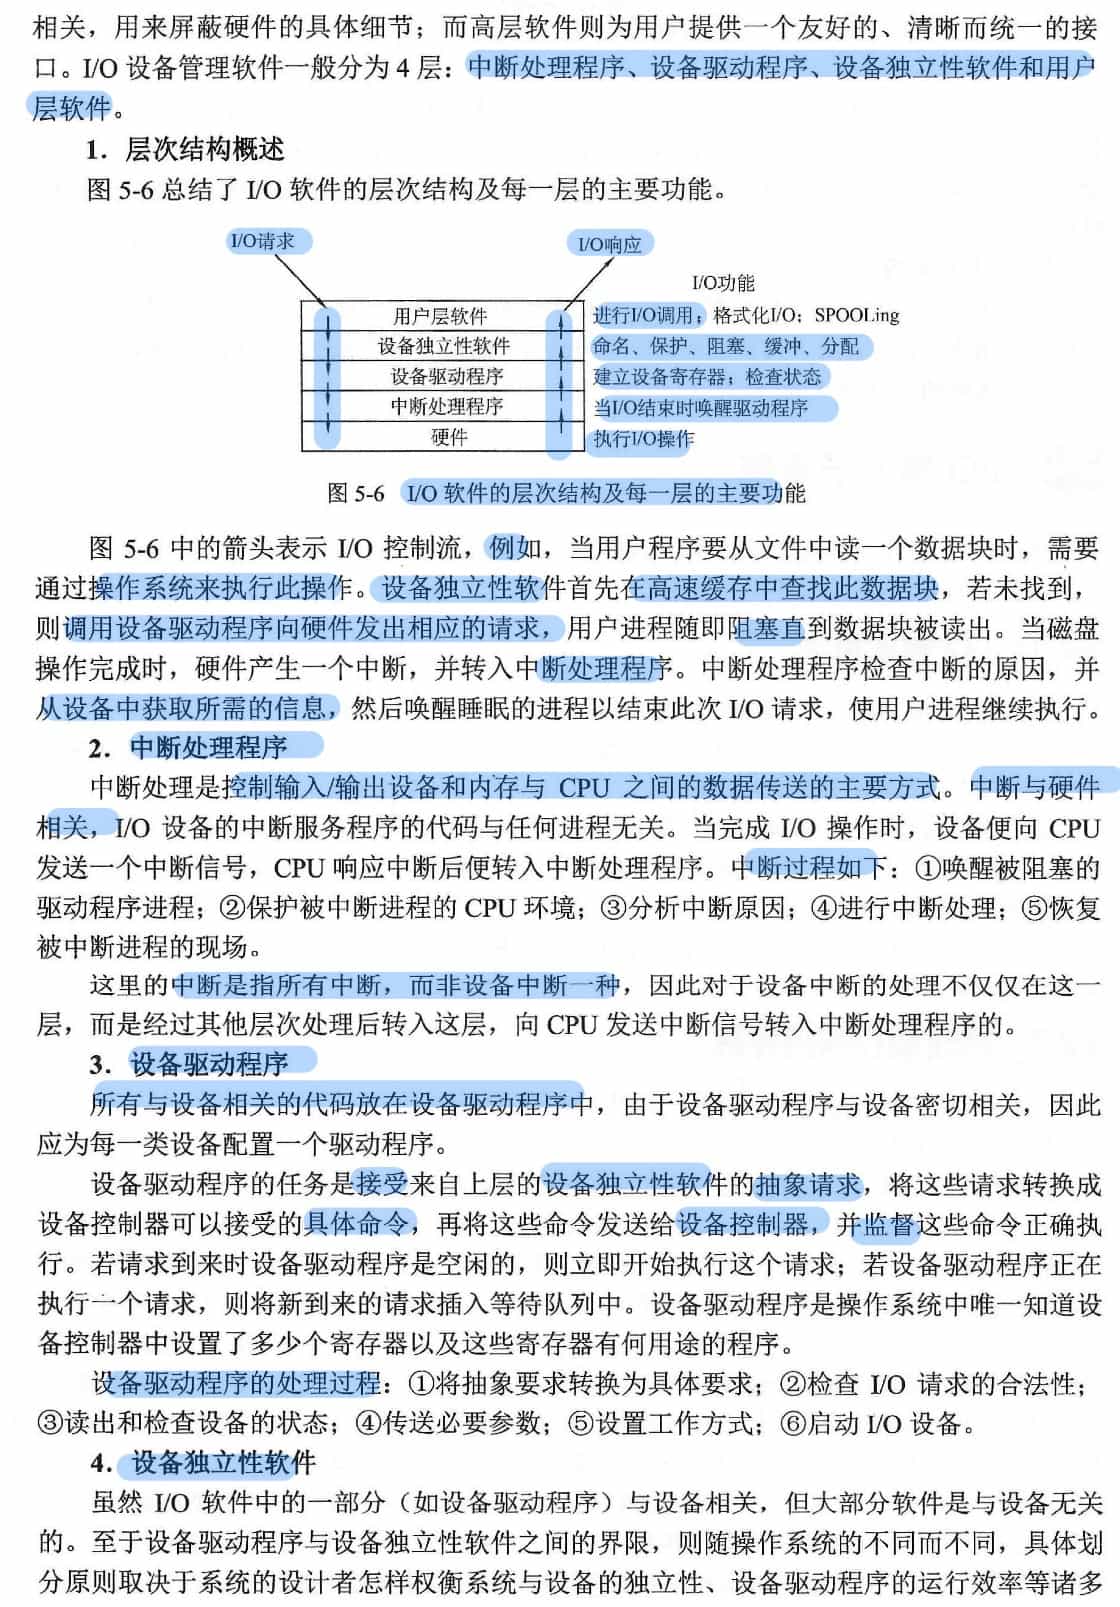 相关，用来屏蔽硬件的具体细节；而高层软件则为用户提供一个友好的、清晰而统一的接
口。I/O 设备管理软件一般分为 4 层：中断处理程序、设备驱动程序、设备独立性软件和用户
层软件。
1．层次结构概述
图 5-6 总结了 I/O 软件的层次结构及每一层的主要功能。
I/O请求
I/O响应
I/O功能
用户层软件
进行I/O调用；格式化I/O；SPOOLing
设备独立性软件
命名、保护、阻塞、缓冲、分配
设备驱动程序
建立设备寄存器；检查状态
中断处理程序
当I/O结束时唤醒驱动程序
硬件
执行I/O操作
图 5-6 I/O 软件的层次结构及每一层的主要功能
图 5-6 中的箭头表示 I/O 控制流，例如，当用户程序要从文件中读一个数据块时，需要
通过操作系统来执行此操作。设备独立性软件首先在高速缓存中查找此数据块，若未找到，
则调用设备驱动程序向硬件发出相应的请求，用户进程随即阻塞直到数据块被读出。当磁盘
操作完成时，硬件产生一个中断，并转入中断处理程序。中断处理程序检查中断的原因，并
从设备中获取所需的信息，然后唤醒睡眠的进程以结束此次 I/O 请求，使用户进程继续执行。
2．中断处理程序
中断处理是控制输入/输出设备和内存与 CPU 之间的数据传送的主要方式。中断与硬件
相关，I/O 设备的中断服务程序的代码与任何进程无关。当完成 I/O 操作时，设备便向 CPU
发送一个中断信号，CPU 响应中断后便转入中断处理程序。中断过程如下：①唤醒被阻塞的
驱动程序进程；②保护被中断进程的 CPU 环境；③分析中断原因；④进行中断处理；⑤恢复
被中断进程的现场。
这里的中断是指所有中断，而非设备中断一种，因此对于设备中断的处理不仅仅在这一
层，而是经过其他层次处理后转入这层，向 CPU 发送中断信号转入中断处理程序的。
3．设备驱动程序
所有与设备相关的代码放在设备驱动程序中，由于设备驱动程序与设备密切相关，因此
应为每一类设备配置一个驱动程序。
设备驱动程序的任务是接受来自上层的设备独立性软件的抽象请求，将这些请求转换成
设备控制器可以接受的具体命令，再将这些命令发送给设备控制器，并监督这些命令正确执
行。若请求到来时设备驱动程序是空闲的，则立即开始执行这个请求；若设备驱动程序正在
执行一个请求，则将新到来的请求插入等待队列中。设备驱动程序是操作系统中唯一知道设
备控制器中设置了多少个寄存器以及这些寄存器有何用途的程序。
设备驱动程序的处理过程：①将抽象要求转换为具体要求；②检查 I/O 请求的合法性；
③读出和检查设备的状态；④传送必要参数；⑤设置工作方式；⑥启动 I/O 设备。
4．设备独立性软件
虽然 I/O 软件中的一部分（如设备驱动程序）与设备相关，但大部分软件是与设备无关
的。至于设备驱动程序与设备独立性软件之间的界限，则随操作系统的不同而不同，具体划
分原则取决于系统的设计者怎样权衡系统与设备的独立性、设备驱动程序的运行效率等诸多